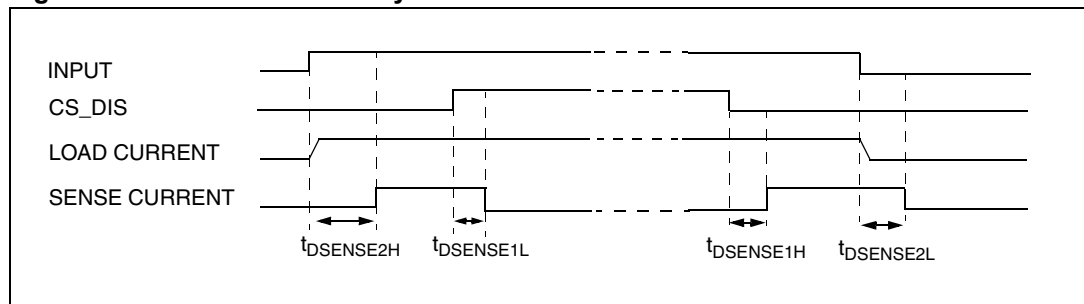 INPUT
CS_DIS
LOAD CURRENT
SENSE CURRENT
tDSENSE2H tDSENSE1L tDSENSE1H tDSENSE2L